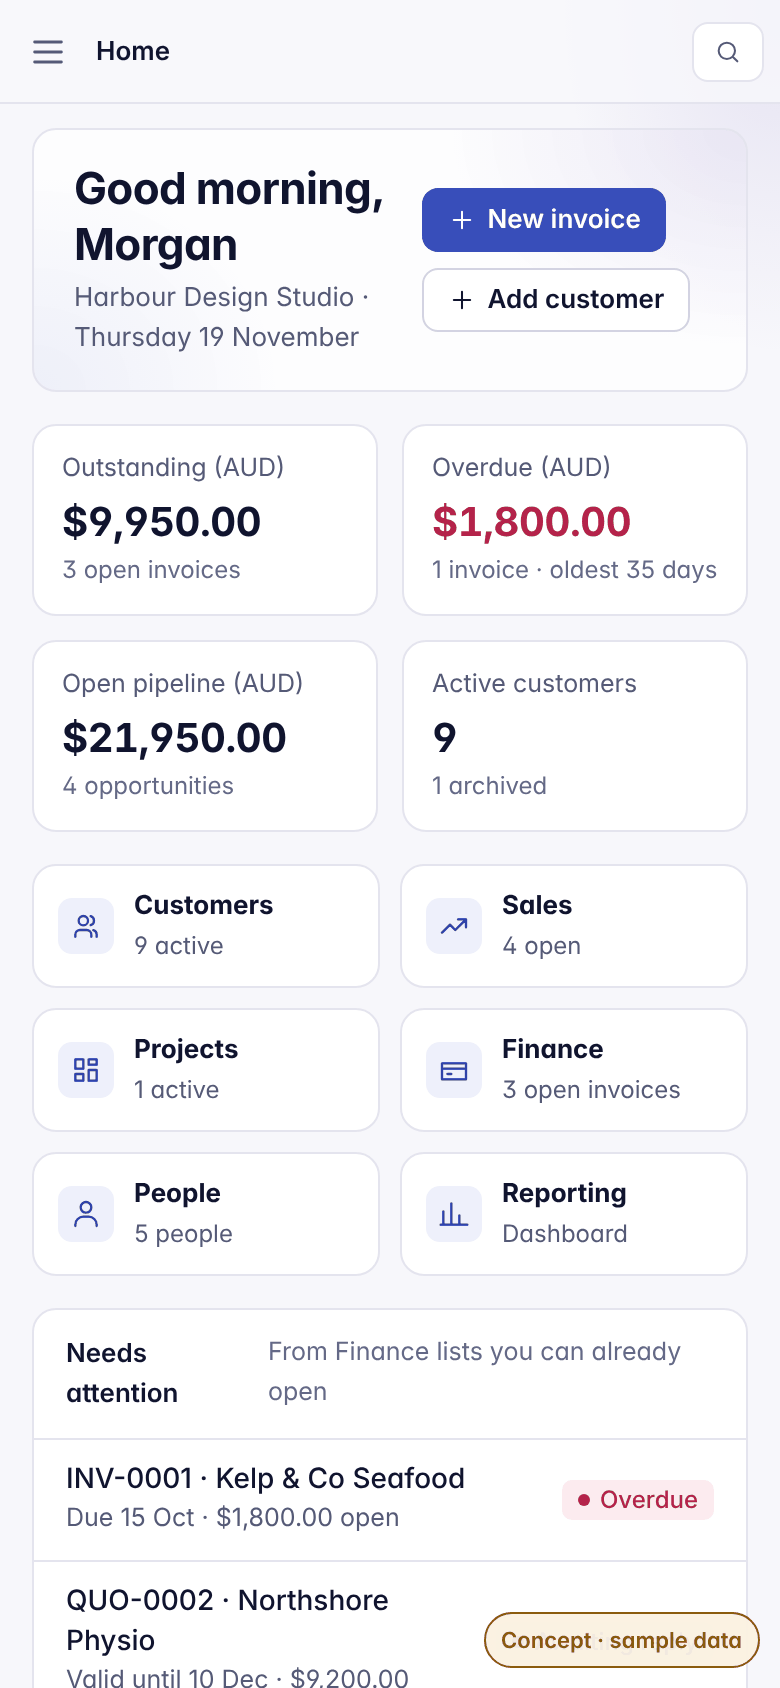 Home
Good morning,
Morgan
Harbour Design Studio ·
Thursday 19 November
New invoice
Add customer
Outstanding (AUD)
$9,950.00
3 open invoices
Overdue (AUD)
$1,800.00
1 invoice · oldest 35 days
Open pipeline (AUD)
$21,950.00
4 opportunities
Active customers
9
1 archived
Customers
9 active
Sales
4 open
Projects
1 active
Finance
3 open invoices
People
5 people
Reporting
Dashboard
Needs
attention
From Finance lists you can already
open
INV-0001 · Kelp & Co Seafood
Due 15 Oct · $1,800.00 open
Overdue
QUO-0002 · Northshore
Physio
Valid until 10 Dec · $9,200.00
Concept · sample data